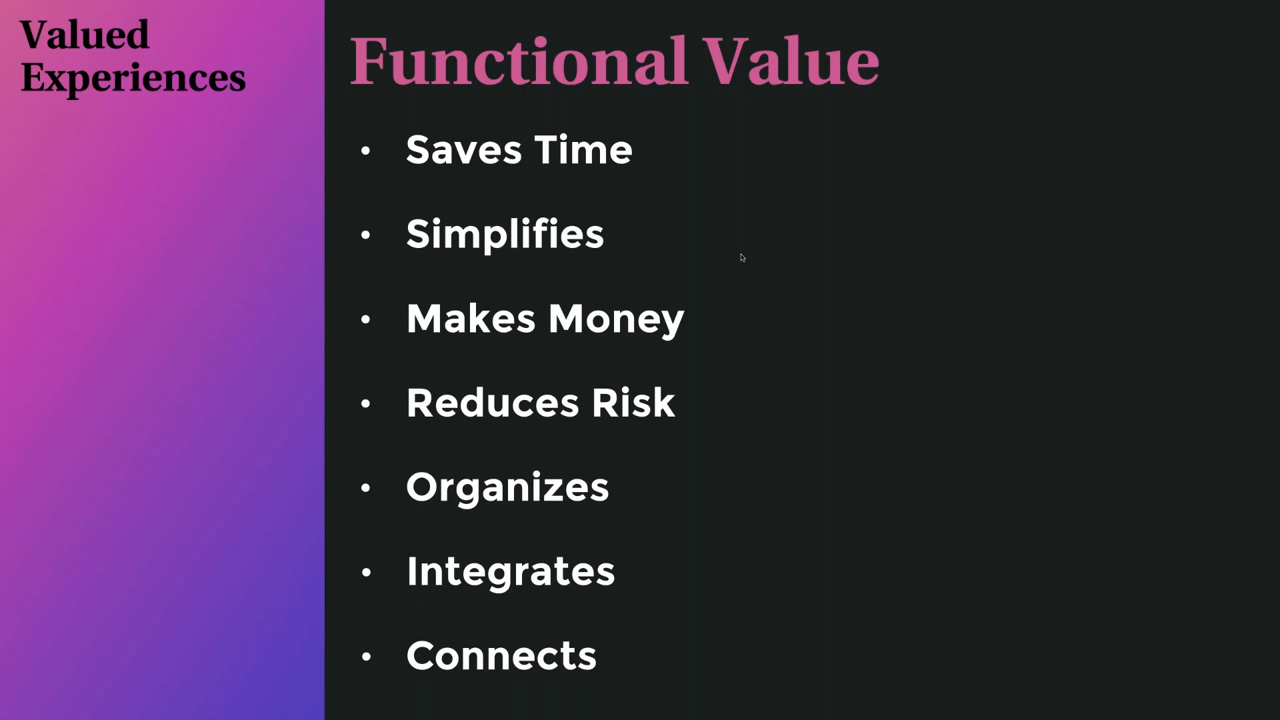 Valued
Experiences
Functional Value
• Saves Time
• Simplifies
• Makes Money
• Reduces Risk
• Organizes
• Integrates
• Connects